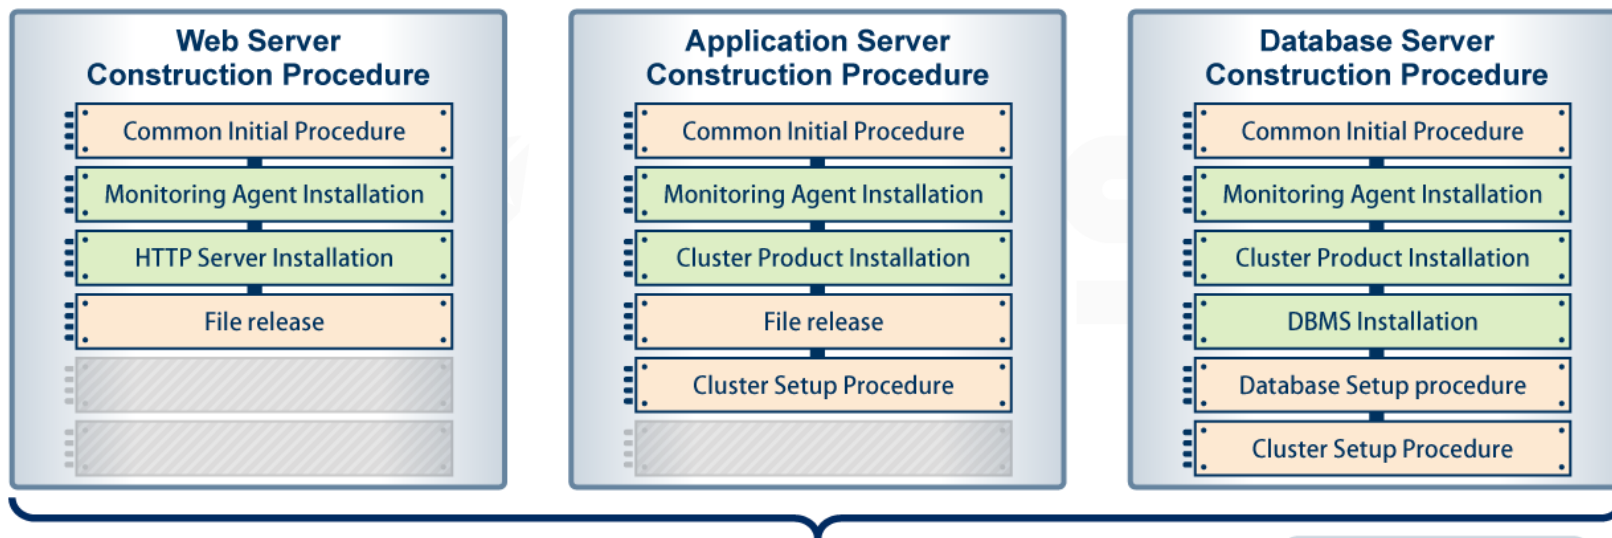 Web Server
Construction Procedure
Common Initial Procedure
Monitoring Agent Installation
HTTP Server Installation
File release
Application Server
Construction Procedure
Common Initial Procedure
Monitoring Agent Installation
Cluster Product Installation
File release
Cluster Setup Procedure
Database Server
Construction Procedure
Common Initial Procedure
Monitoring Agent Installation
Cluster Product Installation
DBMS Installation
Database Setup procedure
Cluster Setup Procedure